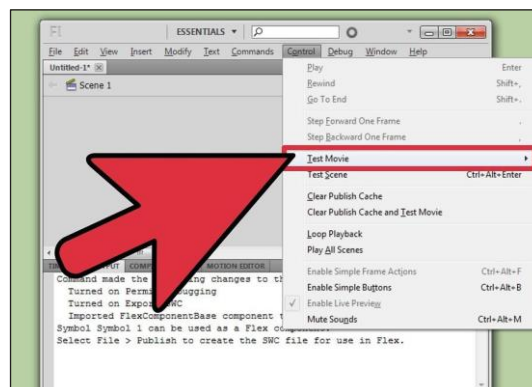 Fl ESSENTIALS
File Edit View Insert Modify Text Commands Control Debug Window Help
Untitled-1*
Scene 1
Play Enter
Rewind Shift+,
Go To End Shift+.
Step Forward One Frame .
Step Backward One Frame ,
Test Movie
Test Scene Ctrl+Alt+Enter
Clear Publish Cache
Clear Publish Cache and Test Movie
Loop Playback
Play All Scenes
Enable Simple Frame Actions Ctrl+Alt+F
Enable Simple Buttons Ctrl+Alt+B
Enable Live Preview
Mute Sounds Ctrl+Alt+M
MOTION EDITOR
Command made the changes to
Turned on
Turned on
Imported FlexComponentBase component
Symbol Symbol 1 can be used as a Flex
Select File > Publish to create the SWC file for use in Flex.